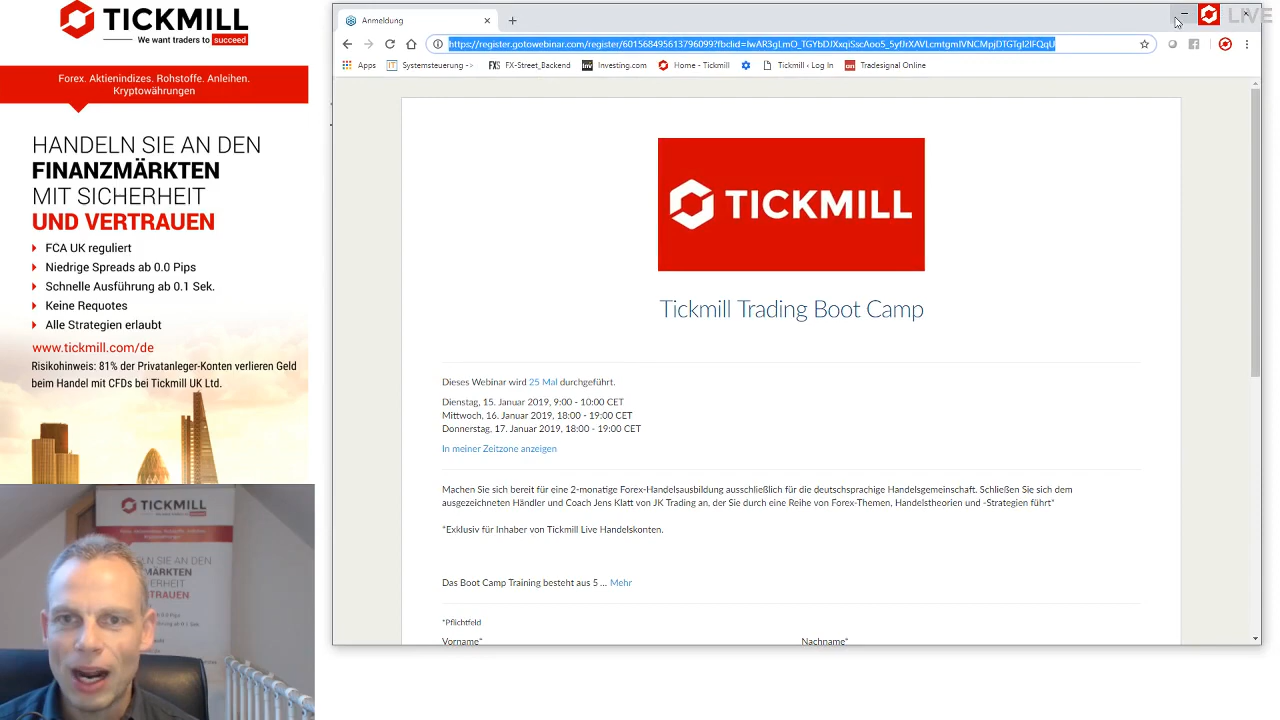 TICKMILL
We want traders to succeed
Forex. Aktienindizes. Rohstoffe. Anleihen.
Kryptowährungen
HANDELN SIE AN DEN
FINANZMÄRKTEN
MIT SICHERHEIT
UND VERTRAUEN
FCA UK reguliert
Niedrige Spreads ab 0.0 Pips
Schnelle Ausführung ab 0.1 Sek.
Keine Requotes
Alle Strategien erlaubt
www.tickmill.com/de
Risikohinweis: 81% der Privatanleger-Konten verlieren Geld
beim Handel mit CFDs bei Tickmill UK Ltd.
TICKMILL
Anmeldung
LIVE
Apps
Systemsteuerung ->
FX-Street_Backend
Investing.com
Home - Tickmill
Tickmill ‹ Log In
Tradesignal Online
TICKMILL
Tickmill Trading Boot Camp
Dieses Webinar wird 25 Mal durchgeführt.
Dienstag, 15. Januar 2019, 9:00 - 10:00 CET
Mittwoch, 16. Januar 2019, 18:00 - 19:00 CET
Donnerstag, 17. Januar 2019, 18:00 - 19:00 CET
In meiner Zeitzone anzeigen
Machen Sie sich bereit für eine 2-monatige Forex-Handelsausbildung ausschließlich für die deutschsprachige Handelsgemeinschaft. Schließen Sie sich dem
ausgezeichneten Händler und Coach Jens Klatt von JK Trading an, der Sie durch eine Reihe von Forex-Themen, Handelstheorien und -Strategien führt"
*Exklusiv für Inhaber von Tickmill Live Handelskonten.
Das Boot Camp Training besteht aus 5 ... Mehr
*Pflichtfeld
Vorname*
Nachname*